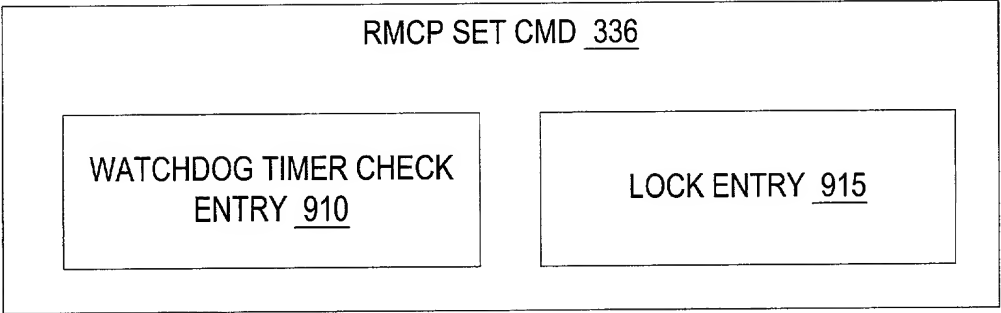 RMCP SET CMD 336
WATCHDOG TIMER CHECK
ENTRY 910
LOCK ENTRY 915